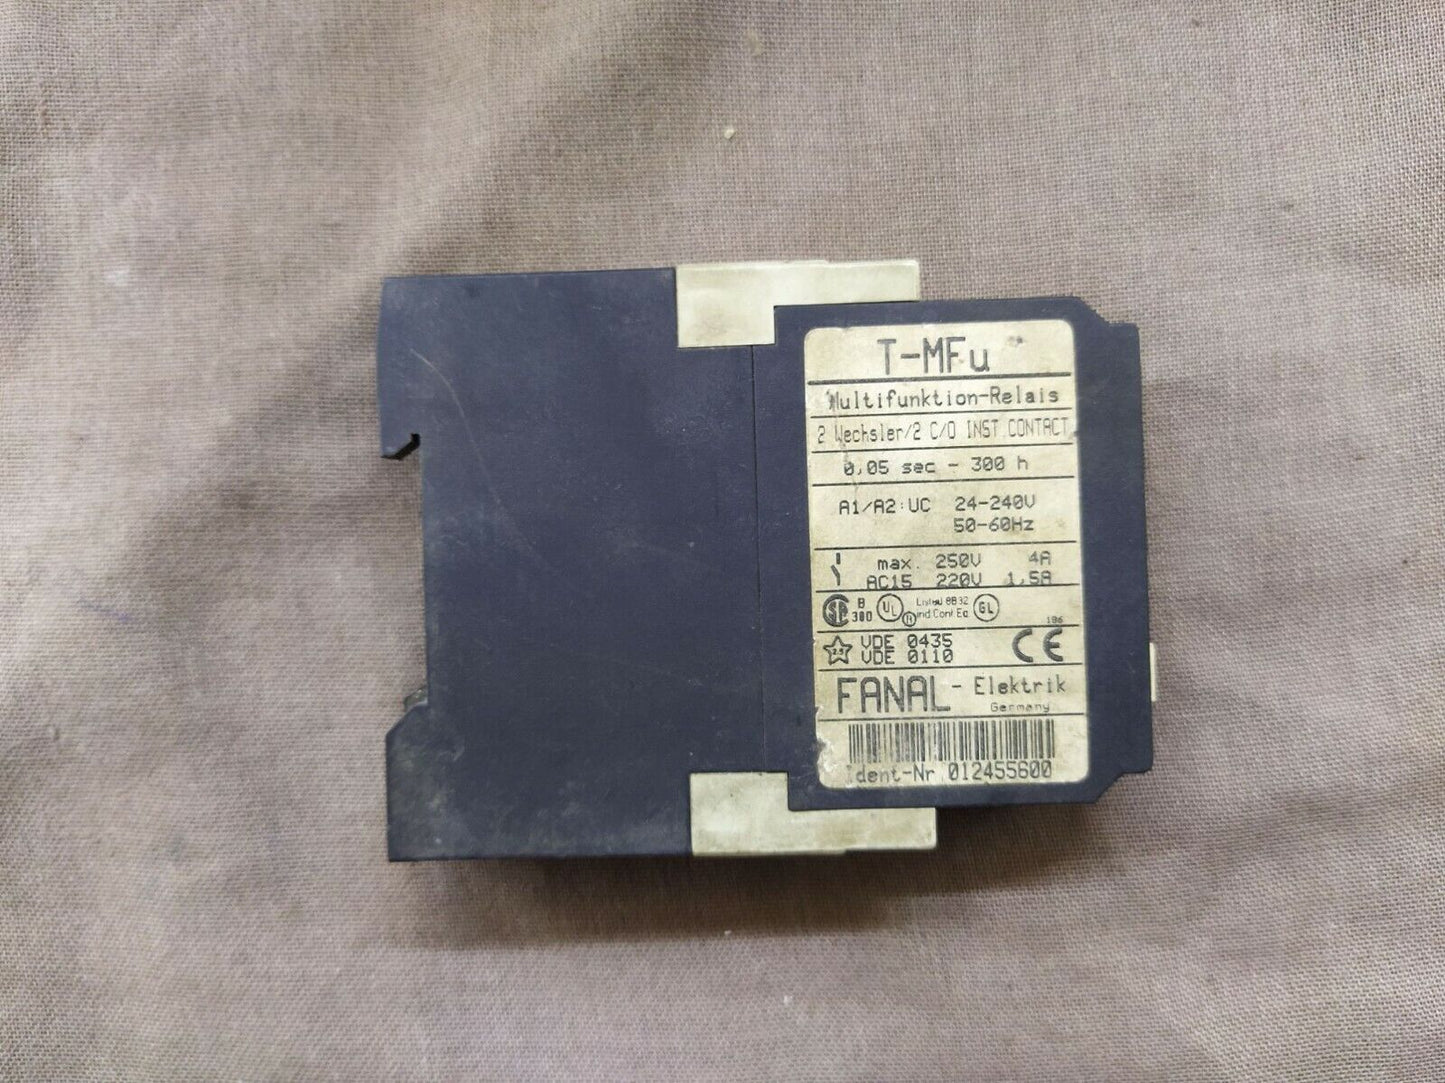 T-MFu
Multifunktion-Relais
2 Wechsler/2 C/O INST.CONTACT
0,05 sec - 300 h
A1/A2:UC 24-240V
50-60Hz
max. 250V 4A
AC15 220V 1,5A
B
300
UL
Listed 8B32
Ind.Cont Eq
GL
186
VDE 0435
VDE 0110
CE
FANAL - Elektrik
Germany
Ident-Nr 012455600